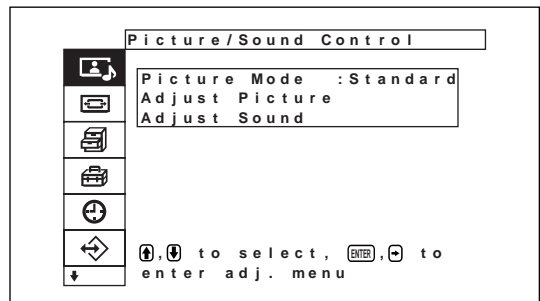 Picture/Sound Control
Picture Mode :Standard
Adjust Picture
Adjust Sound
, to select, ENTER, to
enter adj. menu